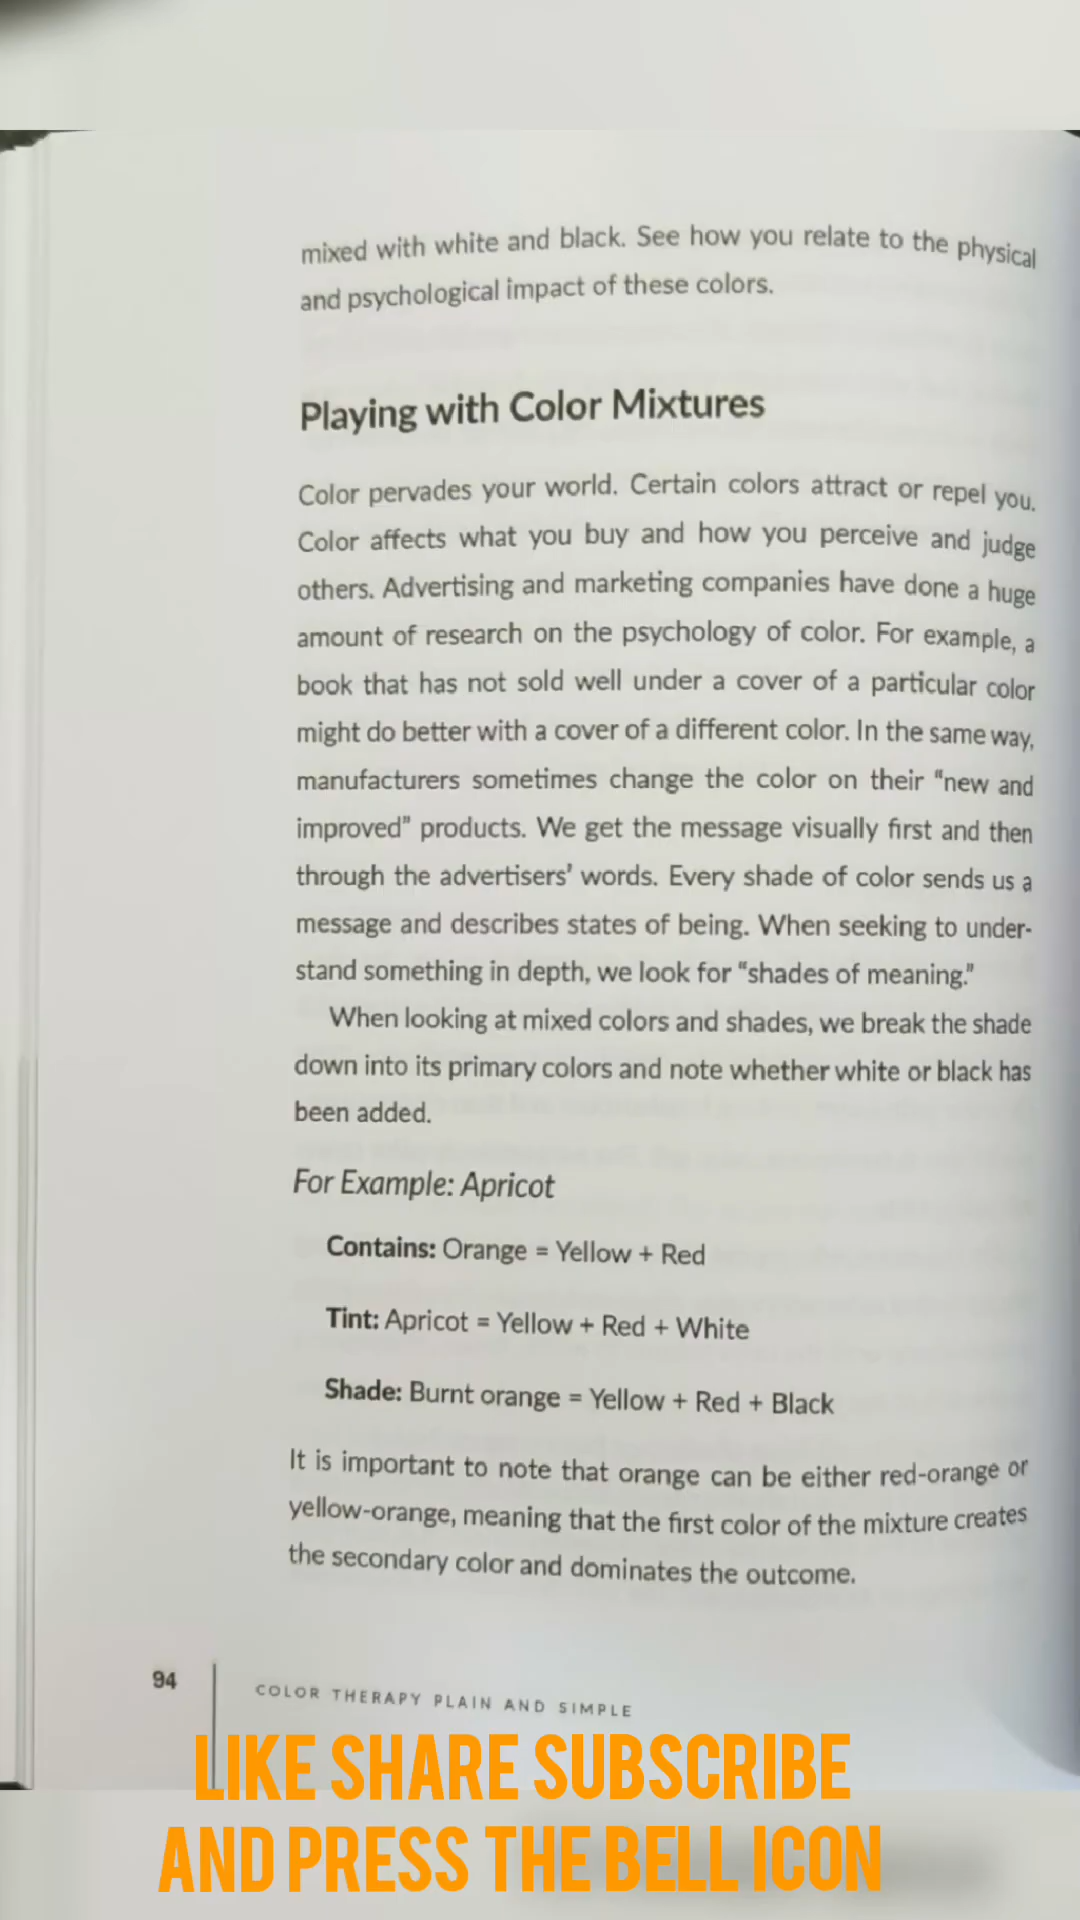 mixed with white and black. See how you relate to the physical
and psychological impact of these colors.
Playing with Color Mixtures
Color pervades your world. Certain colors attract or repel you.
Color affects what you buy and how you perceive and judge
others. Advertising and marketing companies have done a huge
amount of research on the psychology of color. For example, a
book that has not sold well under a cover of a particular color
might do better with a cover of a different color. In the same way,
manufacturers sometimes change the color on their “new and
improved” products. We get the message visually first and then
through the advertisers’ words. Every shade of color sends us a
message and describes states of being. When seeking to under-
stand something in depth, we look for “shades of meaning.”
When looking at mixed colors and shades, we break the shade
down into its primary colors and note whether white or black has
been added.
For Example: Apricot
Contains: Orange = Yellow + Red
Tint: Apricot = Yellow + Red + White
Shade: Burnt orange = Yellow + Red + Black
It is important to note that orange can be either red-orange or
yellow-orange, meaning that the first color of the mixture creates
the secondary color and dominates the outcome.
94
COLOR THERAPY PLAIN AND SIMPLE
LIKE SHARE SUBSCRIBE
AND PRESS THE BELL ICON